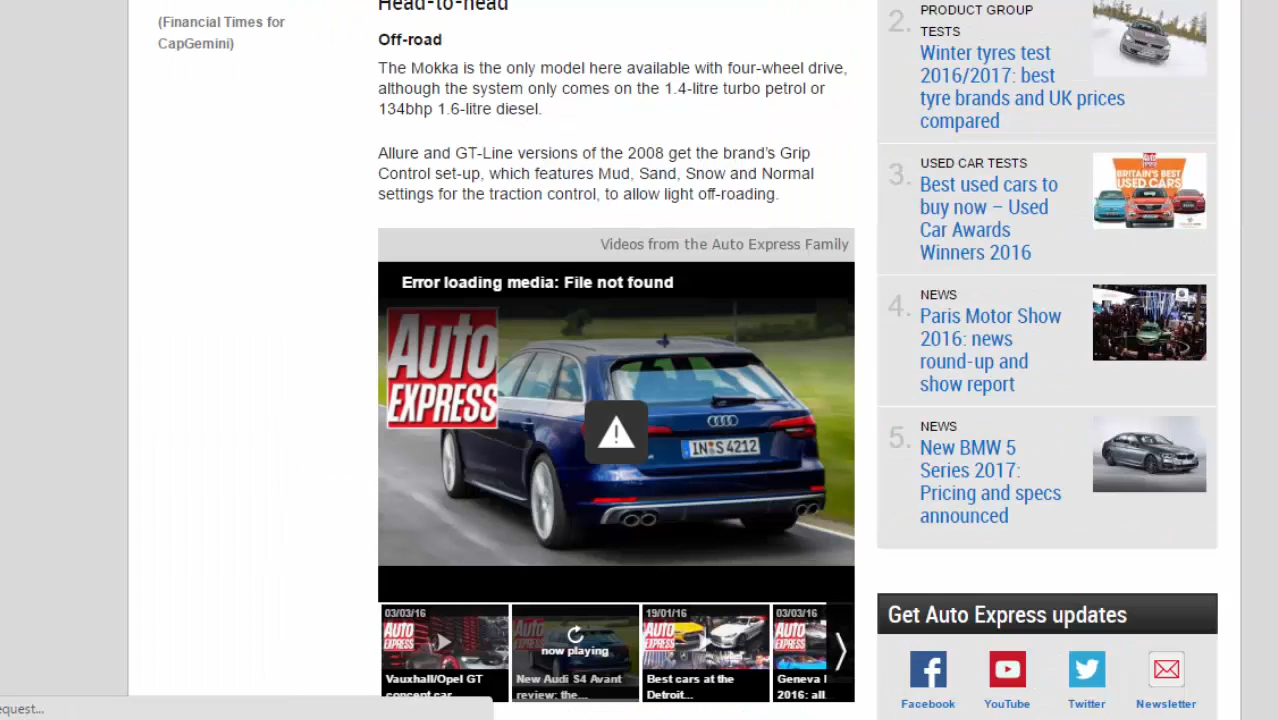 (Financial Times for
CapGemini)
Head-to-head
Off-road
The Mokka is the only model here available with four-wheel drive,
although the system only comes on the 1.4-litre turbo petrol or
134bhp 1.6-litre diesel.
Allure and GT-Line versions of the 2008 get the brand's Grip
Control set-up, which features Mud, Sand, Snow and Normal
settings for the traction control, to allow light off-roading.
Videos from the Auto Express Family
Error loading media: File not found
Auto
EXPRESS
IN S 4212
03/03/16
Vauxhall/Opel GT
concept car
now playing
New Audi S4 Avant
review: the...
19/01/16
Best cars at the
Detroit...
03/03/16
Geneva
2016: all
equest...
2.
PRODUCT GROUP
TESTS
Winter tyres test
2016/2017: best
tyre brands and UK prices
compared
3.
USED CAR TESTS
Best used cars to
buy now – Used
Car Awards
Winners 2016
BRITAIN'S BEST
USED CARS
4.
NEWS
Paris Motor Show
2016: news
round-up and
show report
5.
NEWS
New BMW 5
Series 2017:
Pricing and specs
announced
Get Auto Express updates
Facebook
YouTube
Twitter
Newsletter